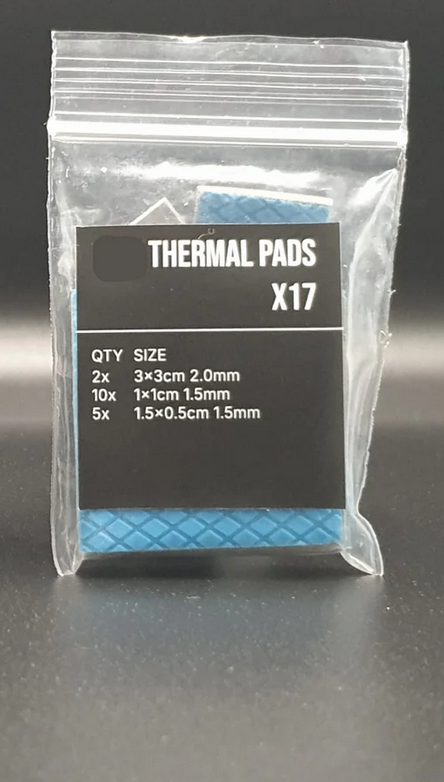 THERMAL PADS
X17
QTY SIZE
2x 3×3cm 2.0mm
10x 1×1cm 1.5mm
5x 1.5×0.5cm 1.5mm